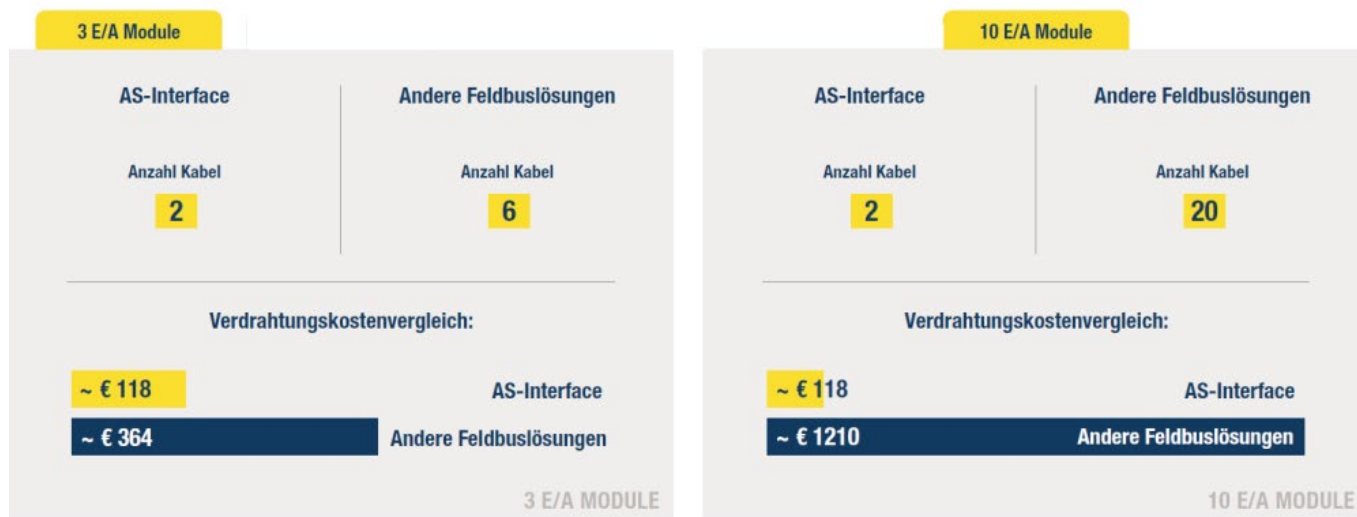 3 E/A Module
AS-Interface
Andere Feldbuslösungen
Anzahl Kabel
Anzahl Kabel
2
6
Verdrahtungskostenvergleich:
~ € 118
AS-Interface
~ € 364
Andere Feldbuslösungen
3 E/A MODULE
10 E/A Module
AS-Interface
Andere Feldbuslösungen
Anzahl Kabel
Anzahl Kabel
2
20
Verdrahtungskostenvergleich:
~ € 118
AS-Interface
~ € 1210
Andere Feldbuslösungen
10 E/A MODULE